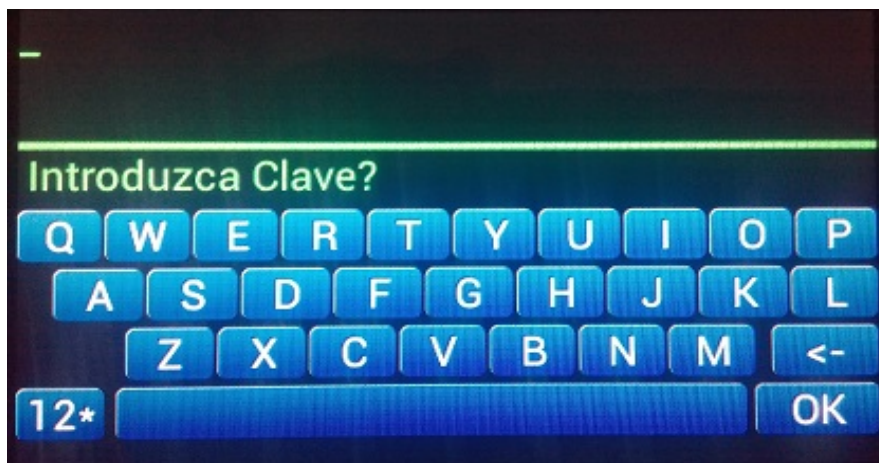 _
Introduzca Clave?
Q W E R T Y U I O P
A S D F G H J K L
Z X C V B N M <-
12* OK